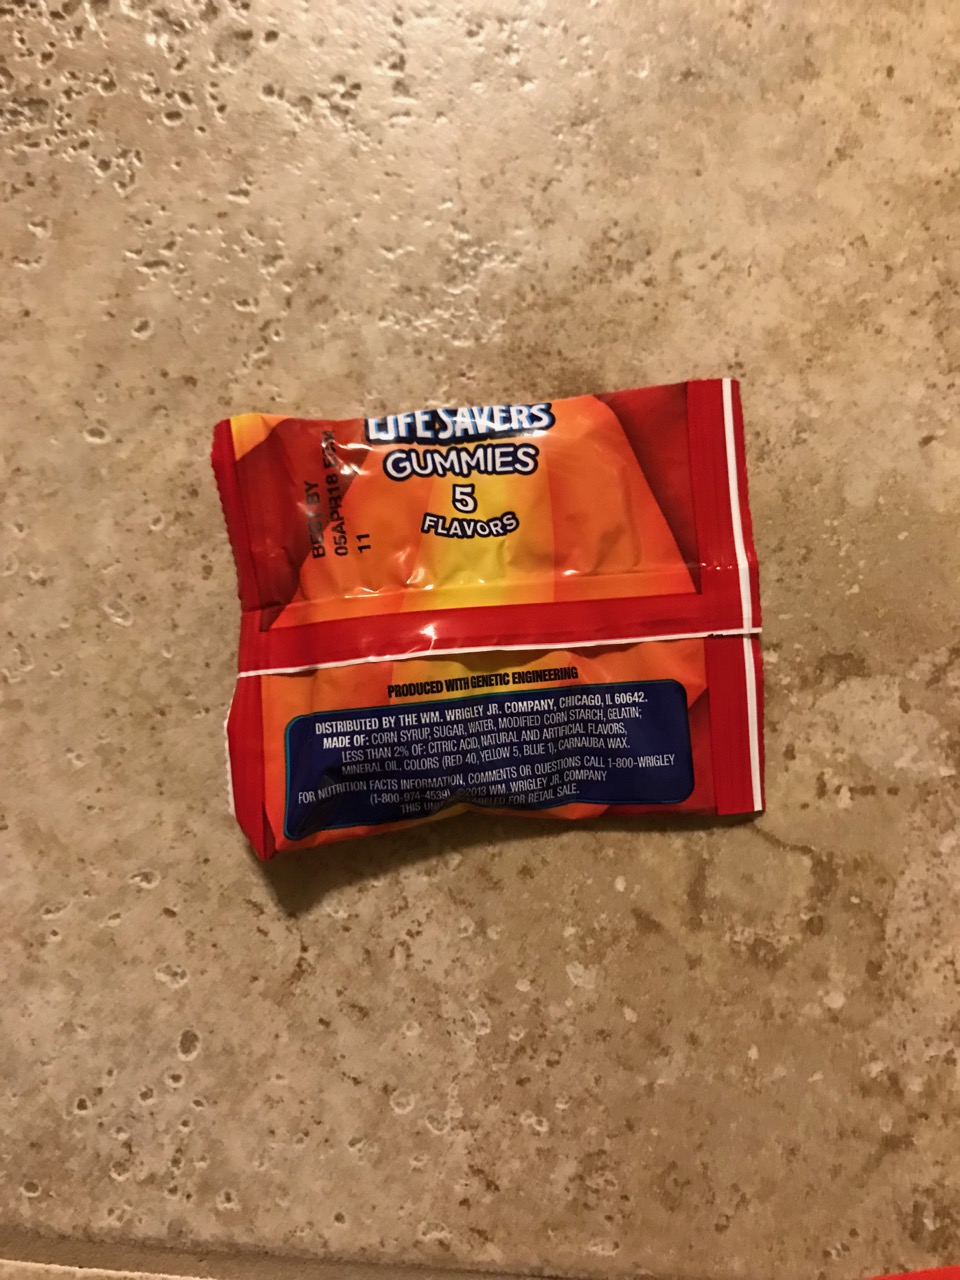 LIFE SAVERS
GUMMIES
5
FLAVORS
BEST BY
05APR18
11
PRODUCED WITH GENETIC ENGINEERING
DISTRIBUTED BY THE WM. WRIGLEY JR. COMPANY, CHICAGO, IL 60642.
MADE OF: CORN SYRUP, SUGAR, WATER, MODIFIED CORN STARCH, GELATIN;
LESS THAN 2% OF: CITRIC ACID, NATURAL AND ARTIFICIAL FLAVORS,
MINERAL OIL, COLORS (RED 40, YELLOW 5, BLUE 1), CARNAUBA WAX.
FOR NUTRITION FACTS INFORMATION, COMMENTS OR QUESTIONS CALL 1-800-WRIGLEY
(1-800-974-4539) ©2013 WM. WRIGLEY JR. COMPANY
THIS FOR RETAIL SALE.